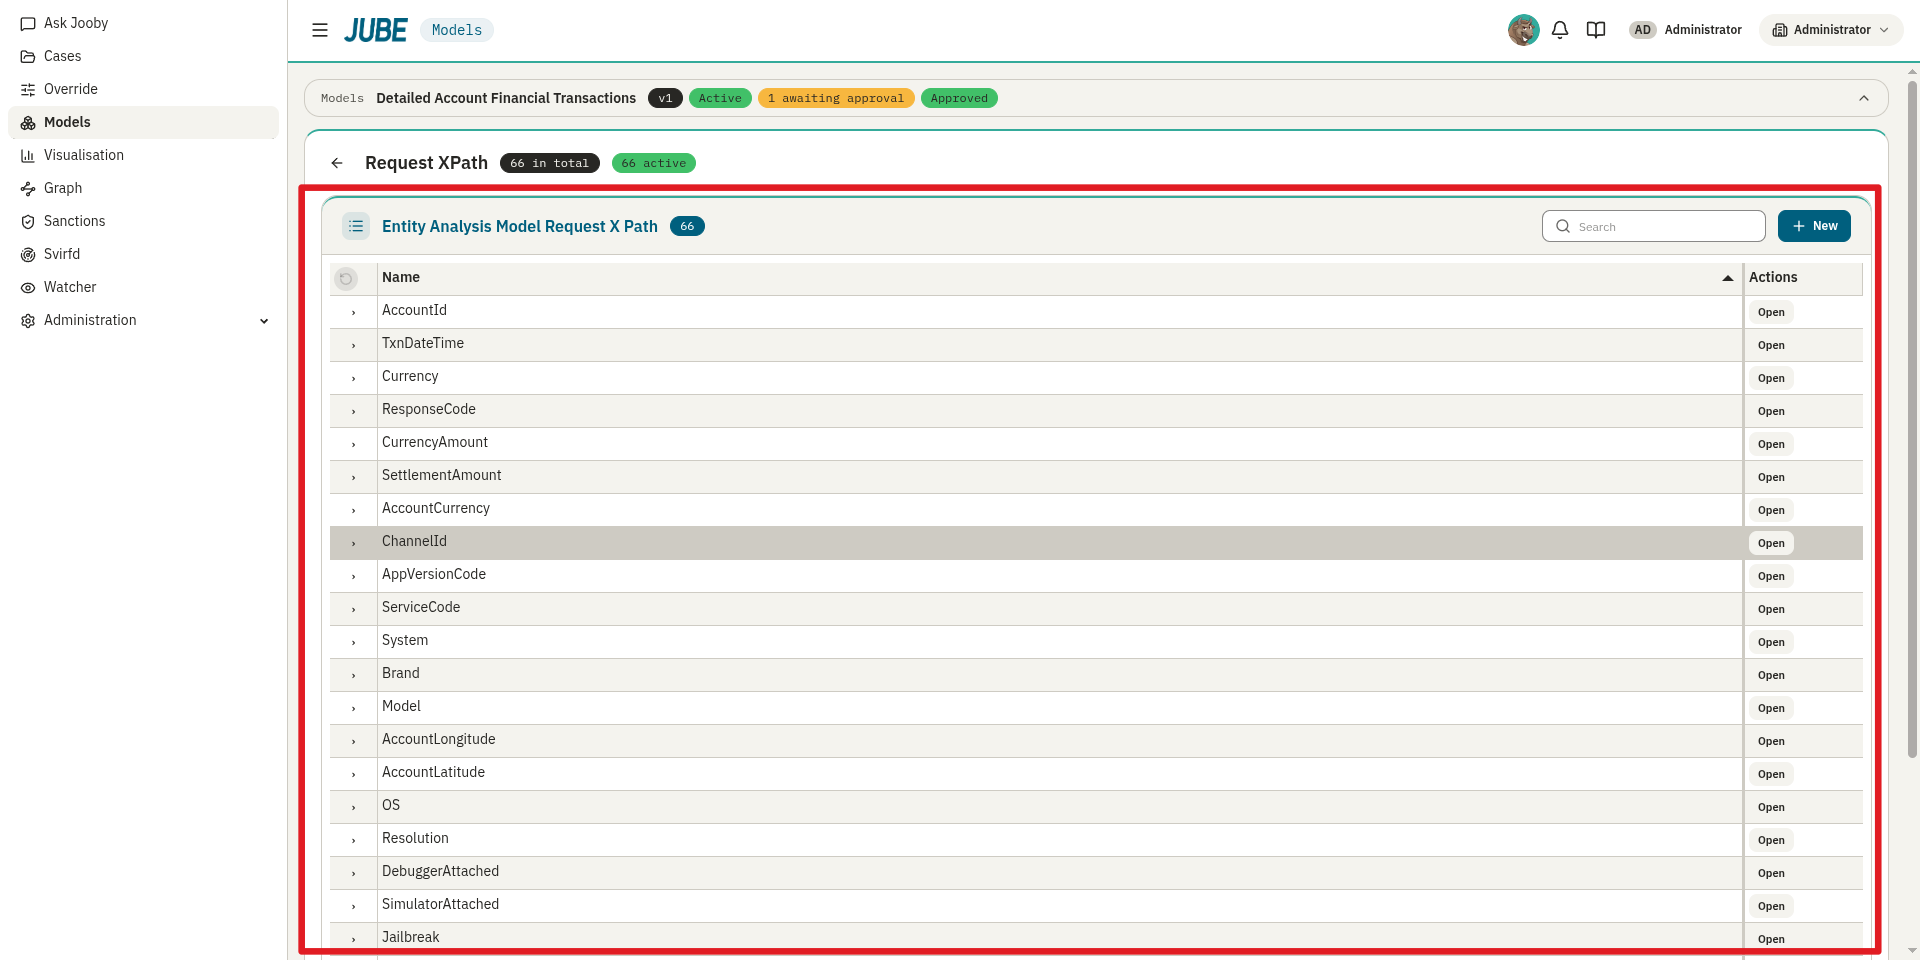 Ask Jooby
Cases
Override
Models
Visualisation
Graph
Sanctions
Svirfd
Watcher
Administration
JUBE Models
AD Administrator Administrator
Models Detailed Account Financial Transactions v1 Active 1 awaiting approval Approved
Request XPath 66 in total 66 active
Entity Analysis Model Request X Path 66 Search New
Name Actions
AccountId Open
TxnDateTime Open
Currency Open
ResponseCode Open
CurrencyAmount Open
SettlementAmount Open
AccountCurrency Open
ChannelId Open
AppVersionCode Open
ServiceCode Open
System Open
Brand Open
Model Open
AccountLongitude Open
AccountLatitude Open
OS Open
Resolution Open
DebuggerAttached Open
SimulatorAttached Open
Jailbreak Open